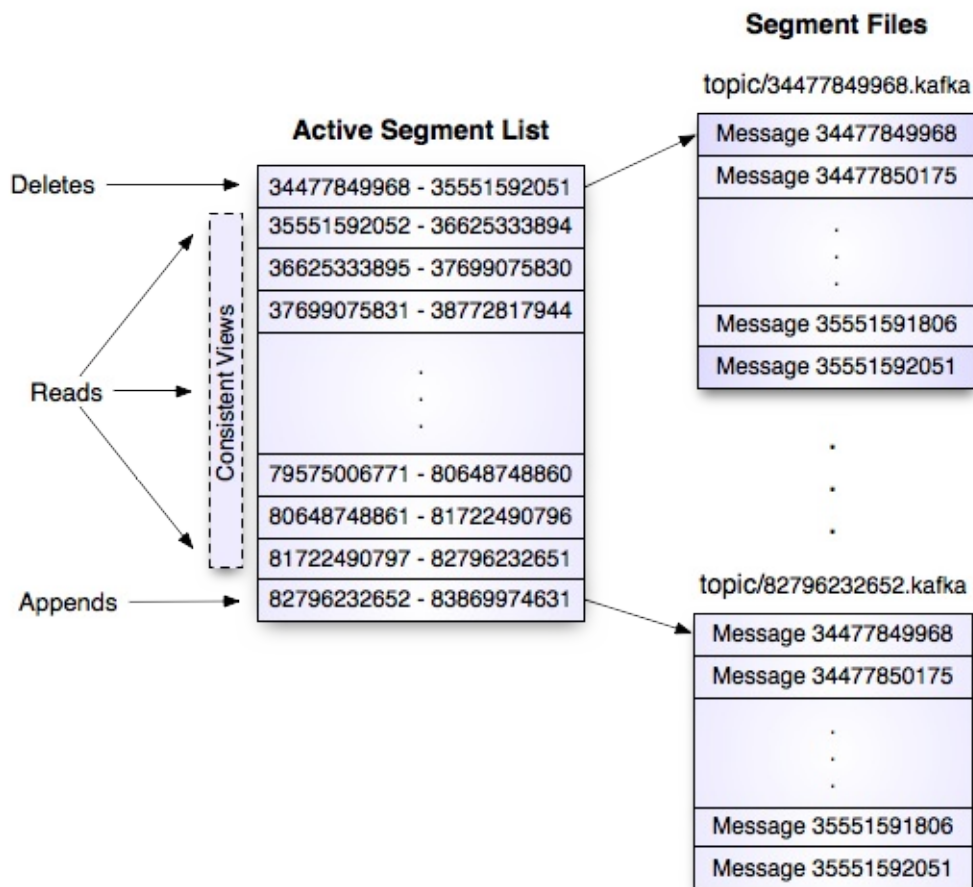 Segment Files
topic/34477849968.kafka
Active Segment List
Message 34477849968
Deletes
34477849968 - 35551592051
Message 34477850175
35551592052 - 36625333894
36625333895 - 37699075830
37699075831 - 38772817944
Message 35551591806
Message 35551592051
Reads
Consistent Views
79575006771 - 80648748860
80648748861 - 81722490796
81722490797 - 82796232651
Appends
82796232652 - 83869974631
topic/82796232652.kafka
Message 34477849968
Message 34477850175
Message 35551591806
Message 35551592051